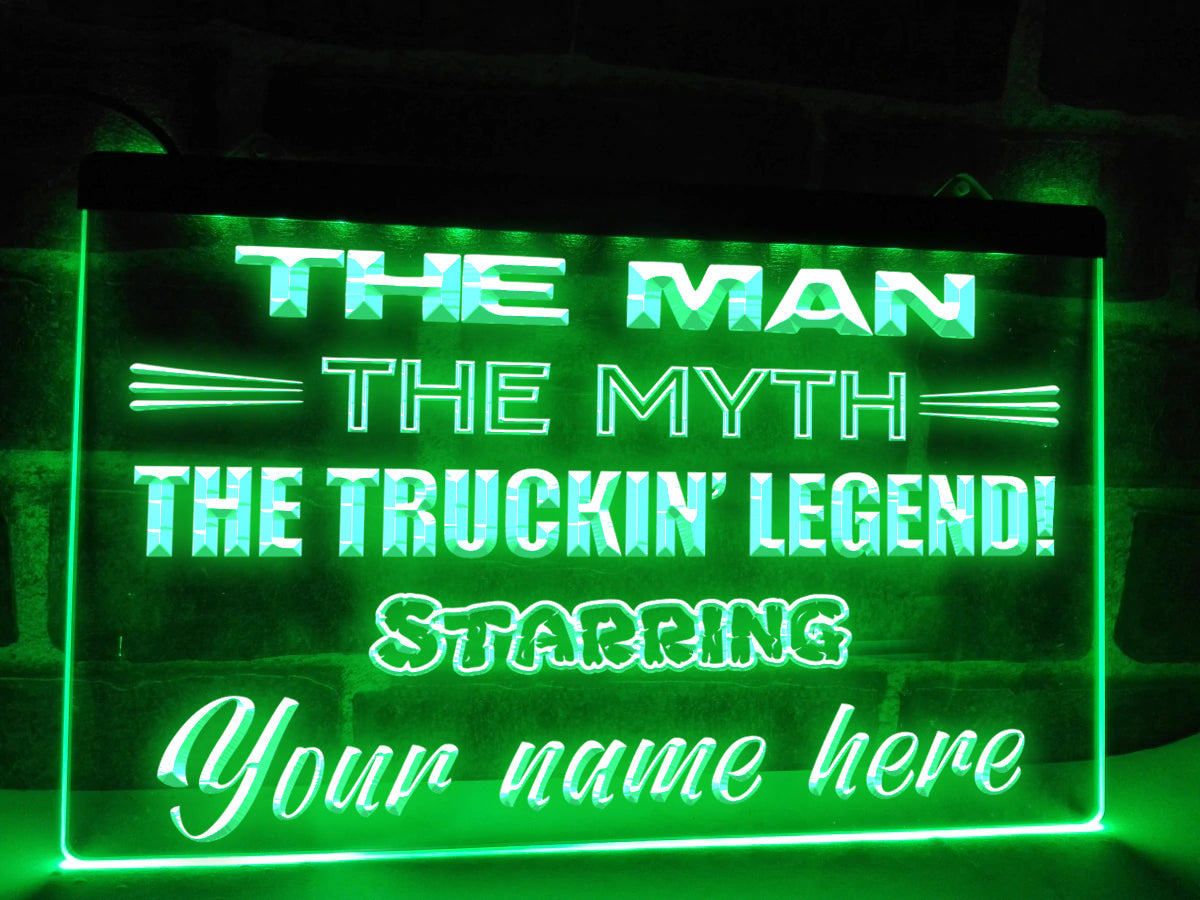 THE MAN
THE MYTH
THE TRUCKIN' LEGEND!
STARRING
Your name here